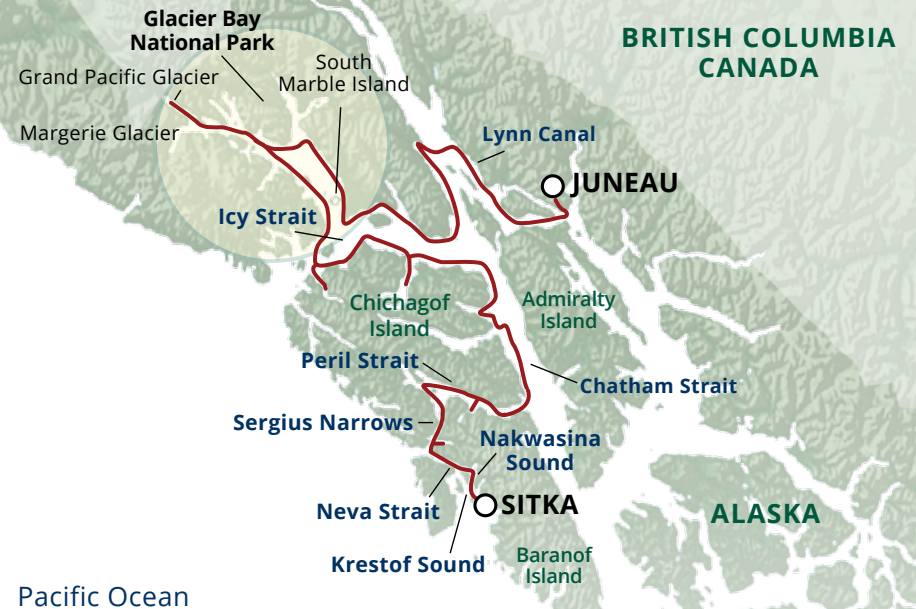 Glacier Bay
National Park
BRITISH COLUMBIA
CANADA
Grand Pacific Glacier
South
Marble Island
Margerie Glacier
Lynn Canal
JUNEAU
Icy Strait
Chichagof
Island
Admiralty
Island
Peril Strait
Chatham Strait
Sergius Narrows
Nakwasina
Sound
Neva Strait
SITKA
ALASKA
Krestof Sound
Baranof
Island
Pacific Ocean